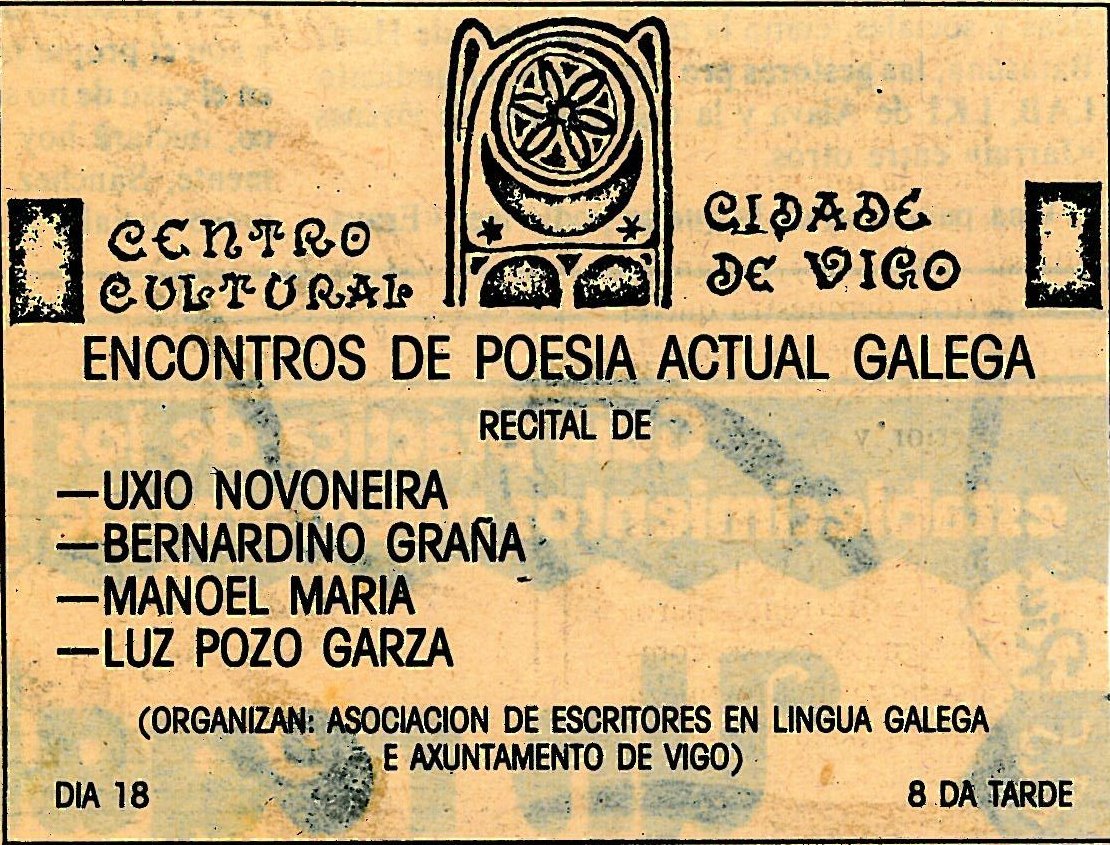 CENTRO
CULTURAL
CIDADE
DE VIGO
ENCONTROS DE POESIA ACTUAL GALEGA
RECITAL DE
—UXIO NOVONEIRA
—BERNARDINO GRAÑA
—MANOEL MARIA
—LUZ POZO GARZA
(ORGANIZAN: ASOCIACION DE ESCRITORES EN LINGUA GALEGA
E AXUNTAMENTO DE VIGO)
DIA 18
8 DA TARDE